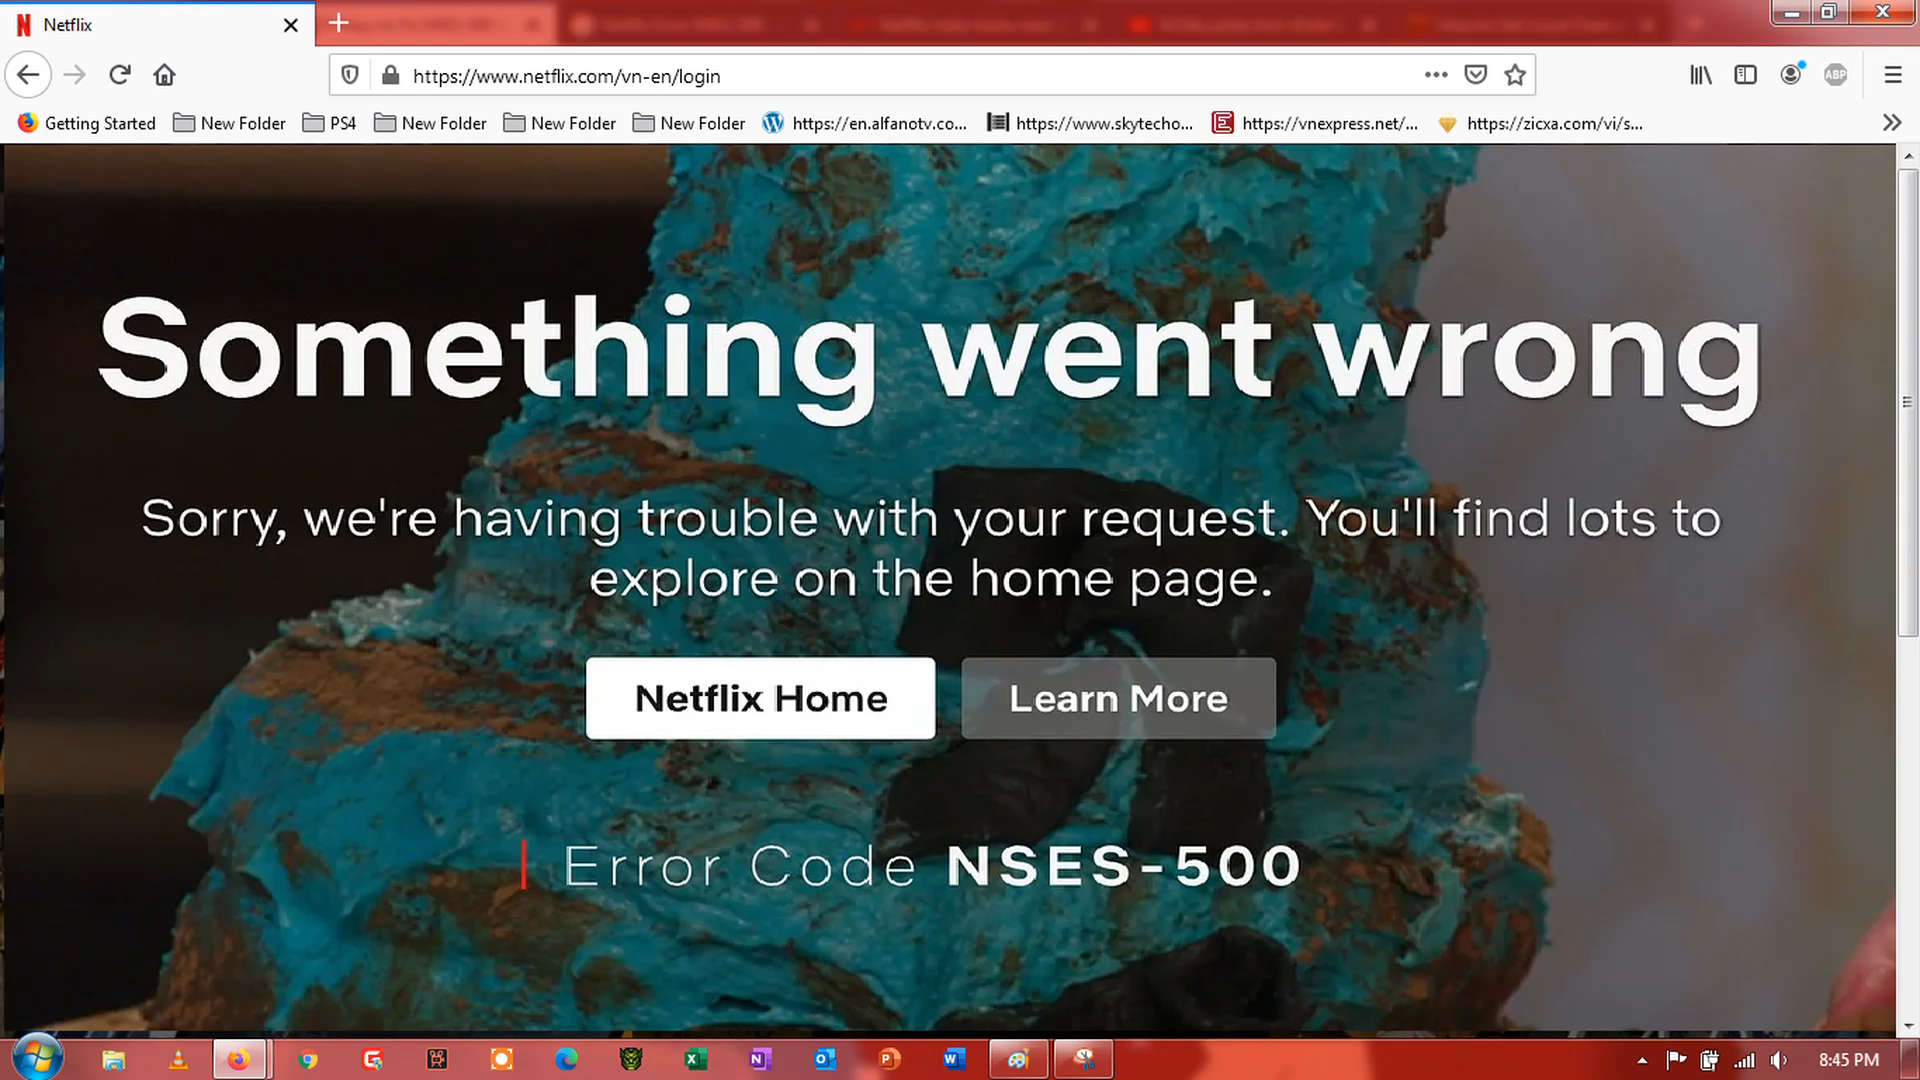 Netflix
https://www.netflix.com/vn-en/login
ABP
Getting Started New Folder PS4 New Folder New Folder New Folder https://en.alfanotv.co... https://www.skytecho... https://vnexpress.net/... https://zicxa.com/vi/s...
Something went wrong
Sorry, we're having trouble with your request. You'll find lots to
explore on the home page.
Netflix Home Learn More
Error Code NSES-500
8:45 PM